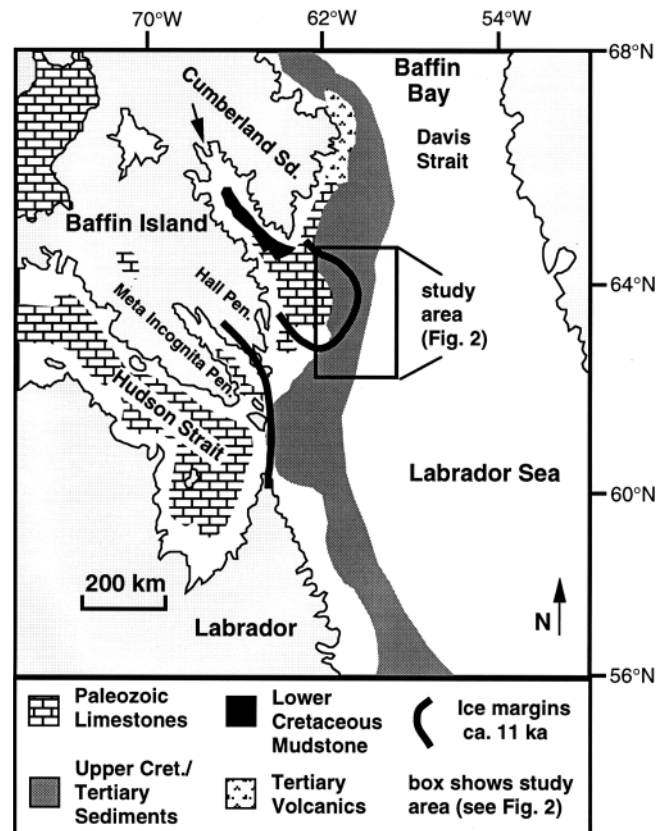 70°W 62°W 54°W
68°N
Baffin
Bay
Davis
Strait
Cumberland Sd.
Baffin Island
Hall Pen.
64°N
study
area
(Fig. 2)
Meta Incognita Pen.
Hudson Strait
Labrador Sea
60°N
200 km
Labrador
N
56°N
Paleozoic
Limestones
Lower
Cretaceous
Mudstone
Ice margins
ca. 11 ka
Upper Cret./
Tertiary
Sediments
Tertiary
Volcanics
box shows study
area (see Fig. 2)